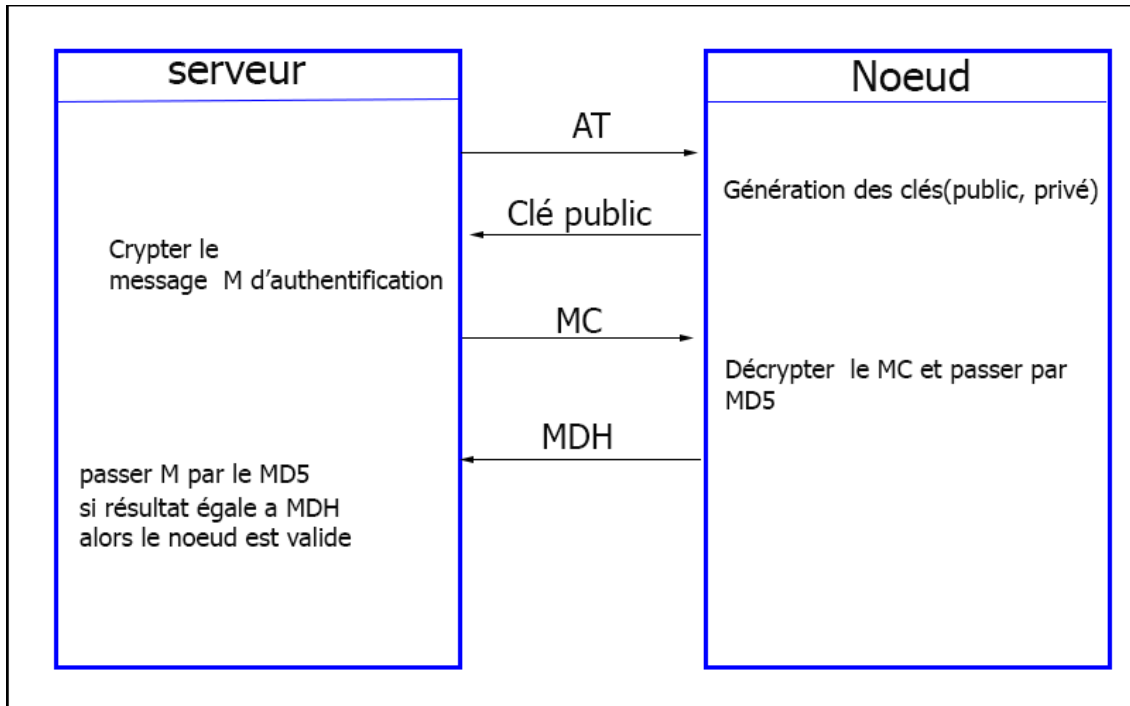 serveur
Noeud
AT
Génération des clés(public, privé)
Clé public
Crypter le
message M d'authentification
MC
Décrypter le MC et passer par
MD5
MDH
passer M par le MD5
si résultat égale a MDH
alors le noeud est valide